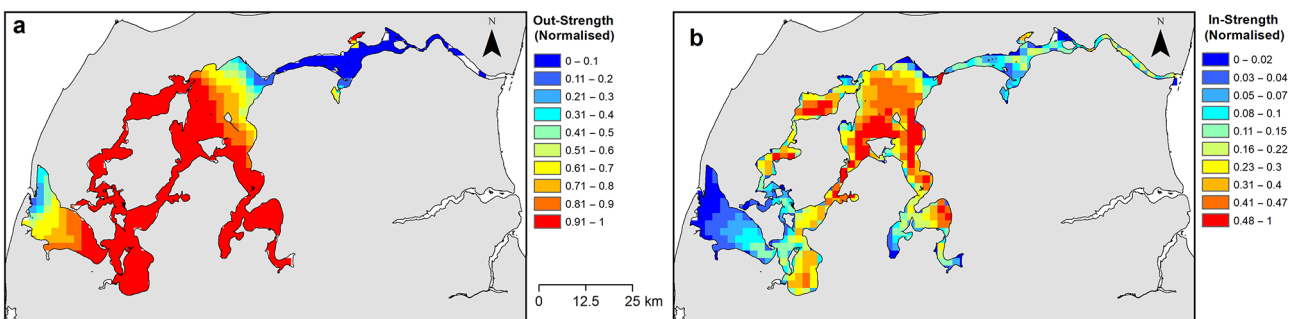 a
N
Out-Strength
(Normalised)
0 – 0.1
0.11 – 0.2
0.21 – 0.3
0.31 – 0.4
0.41 – 0.5
0.51 – 0.6
0.61 – 0.7
0.71 – 0.8
0.81 – 0.9
0.91 – 1
0 12.5 25 km
b
N
In-Strength
(Normalised)
0 – 0.02
0.03 – 0.04
0.05 – 0.07
0.08 – 0.1
0.11 – 0.15
0.16 – 0.22
0.23 – 0.3
0.31 – 0.4
0.41 – 0.47
0.48 – 1